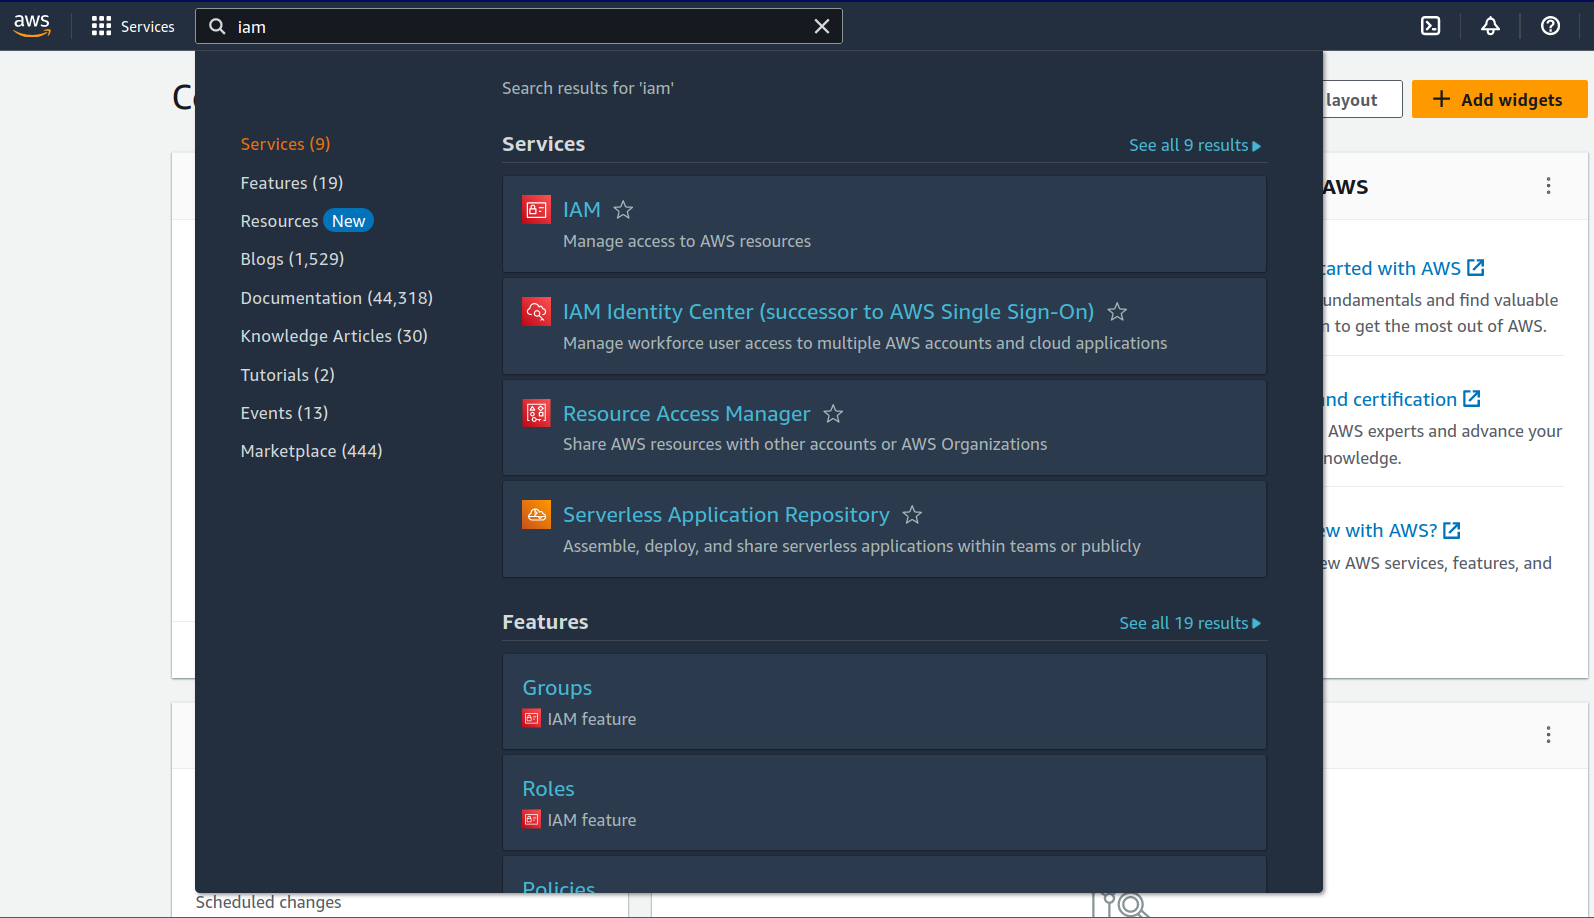 aws
Services
iam
Search results for 'iam'
layout
Add widgets
Services (9)
Features (19)
Resources New
Blogs (1,529)
Documentation (44,318)
Knowledge Articles (30)
Tutorials (2)
Events (13)
Marketplace (444)
Services
See all 9 results
IAM
Manage access to AWS resources
IAM Identity Center (successor to AWS Single Sign-On)
Manage workforce user access to multiple AWS accounts and cloud applications
Resource Access Manager
Share AWS resources with other accounts or AWS Organizations
Serverless Application Repository
Assemble, deploy, and share serverless applications within teams or publicly
Features
See all 19 results
Groups
IAM feature
Roles
IAM feature
Policies
AWS
with AWS
and find valuable
to get the most out of AWS.
certification
AWS experts and advance your
with AWS?
AWS services, features, and
Scheduled changes